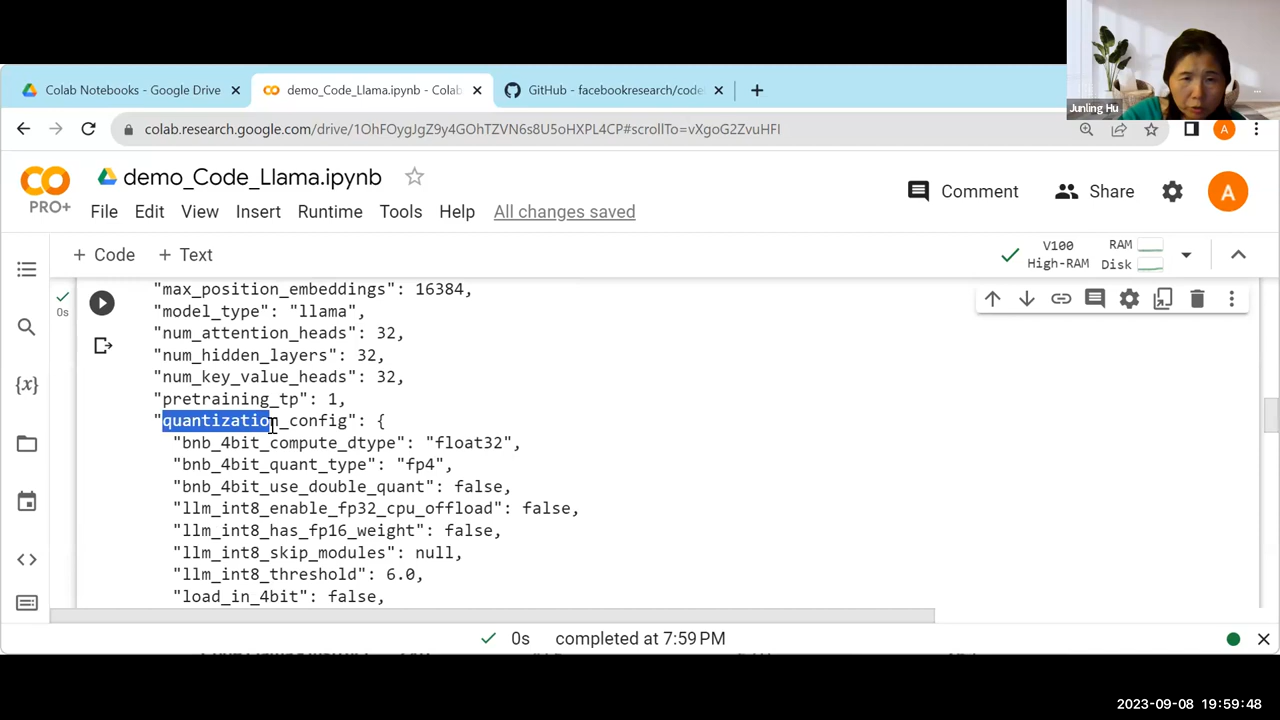 Junling Hu
Colab Notebooks - Google Drive
demo_Code_Llama.ipynb - Colab
GitHub - facebookresearch/codel
colab.research.google.com/drive/1OhFOygJgZ9y4GOhTZVN6s8U5oHXPL4CP#scrollTo=vXgoG2ZvuHFI
A
demo_Code_Llama.ipynb
PRO+
Comment
Share
A
File Edit View Insert Runtime Tools Help All changes saved
+ Code + Text
V100
High-RAM
RAM
Disk
0s
"max_position_embeddings": 16384,
"model_type": "llama",
"num_attention_heads": 32,
"num_hidden_layers": 32,
"num_key_value_heads": 32,
"pretraining_tp": 1,
"quantization_config": {
"bnb_4bit_compute_dtype": "float32",
"bnb_4bit_quant_type": "fp4",
"bnb_4bit_use_double_quant": false,
"llm_int8_enable_fp32_cpu_offload": false,
"llm_int8_has_fp16_weight": false,
"llm_int8_skip_modules": null,
"llm_int8_threshold": 6.0,
"load_in_4bit": false,
{x}
0s completed at 7:59 PM
2023-09-08 19:59:48